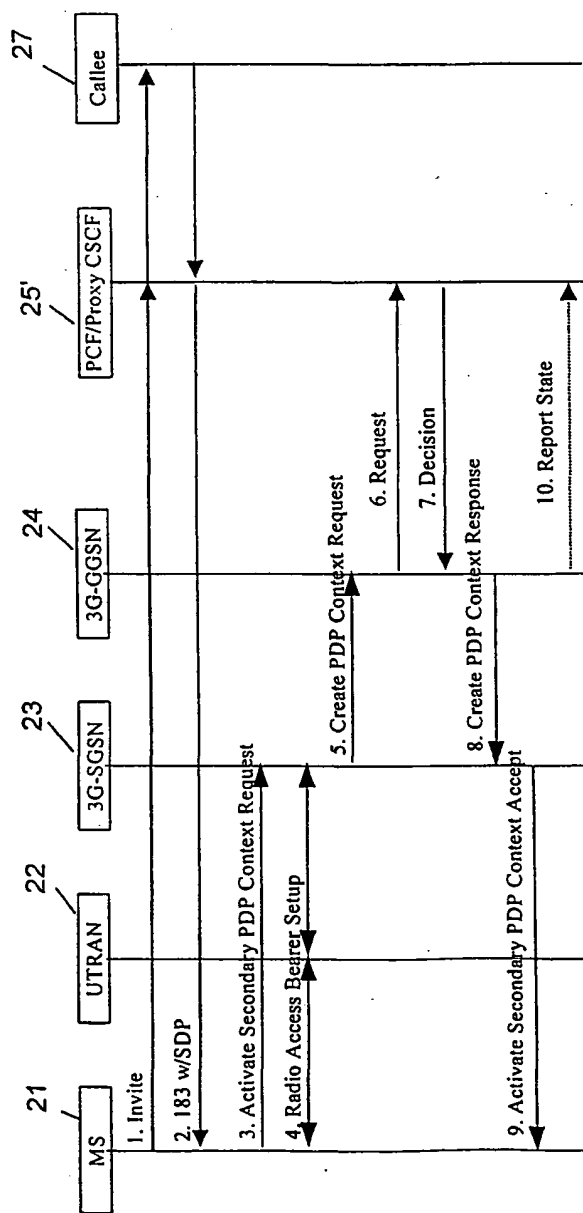 21
22
23
24
25'
27
MS
UTRAN
3G-SGSN
3G-GGSN
PCF/Proxy CSCF
Callee
1. Invite
2. 183 w/SDP
3. Activate Secondary PDP Context Request
4. Radio Access Bearer Setup
5. Create PDP Context Request
6. Request
7. Decision
8. Create PDP Context Response
9. Activate Secondary PDP Context Accept
10. Report State